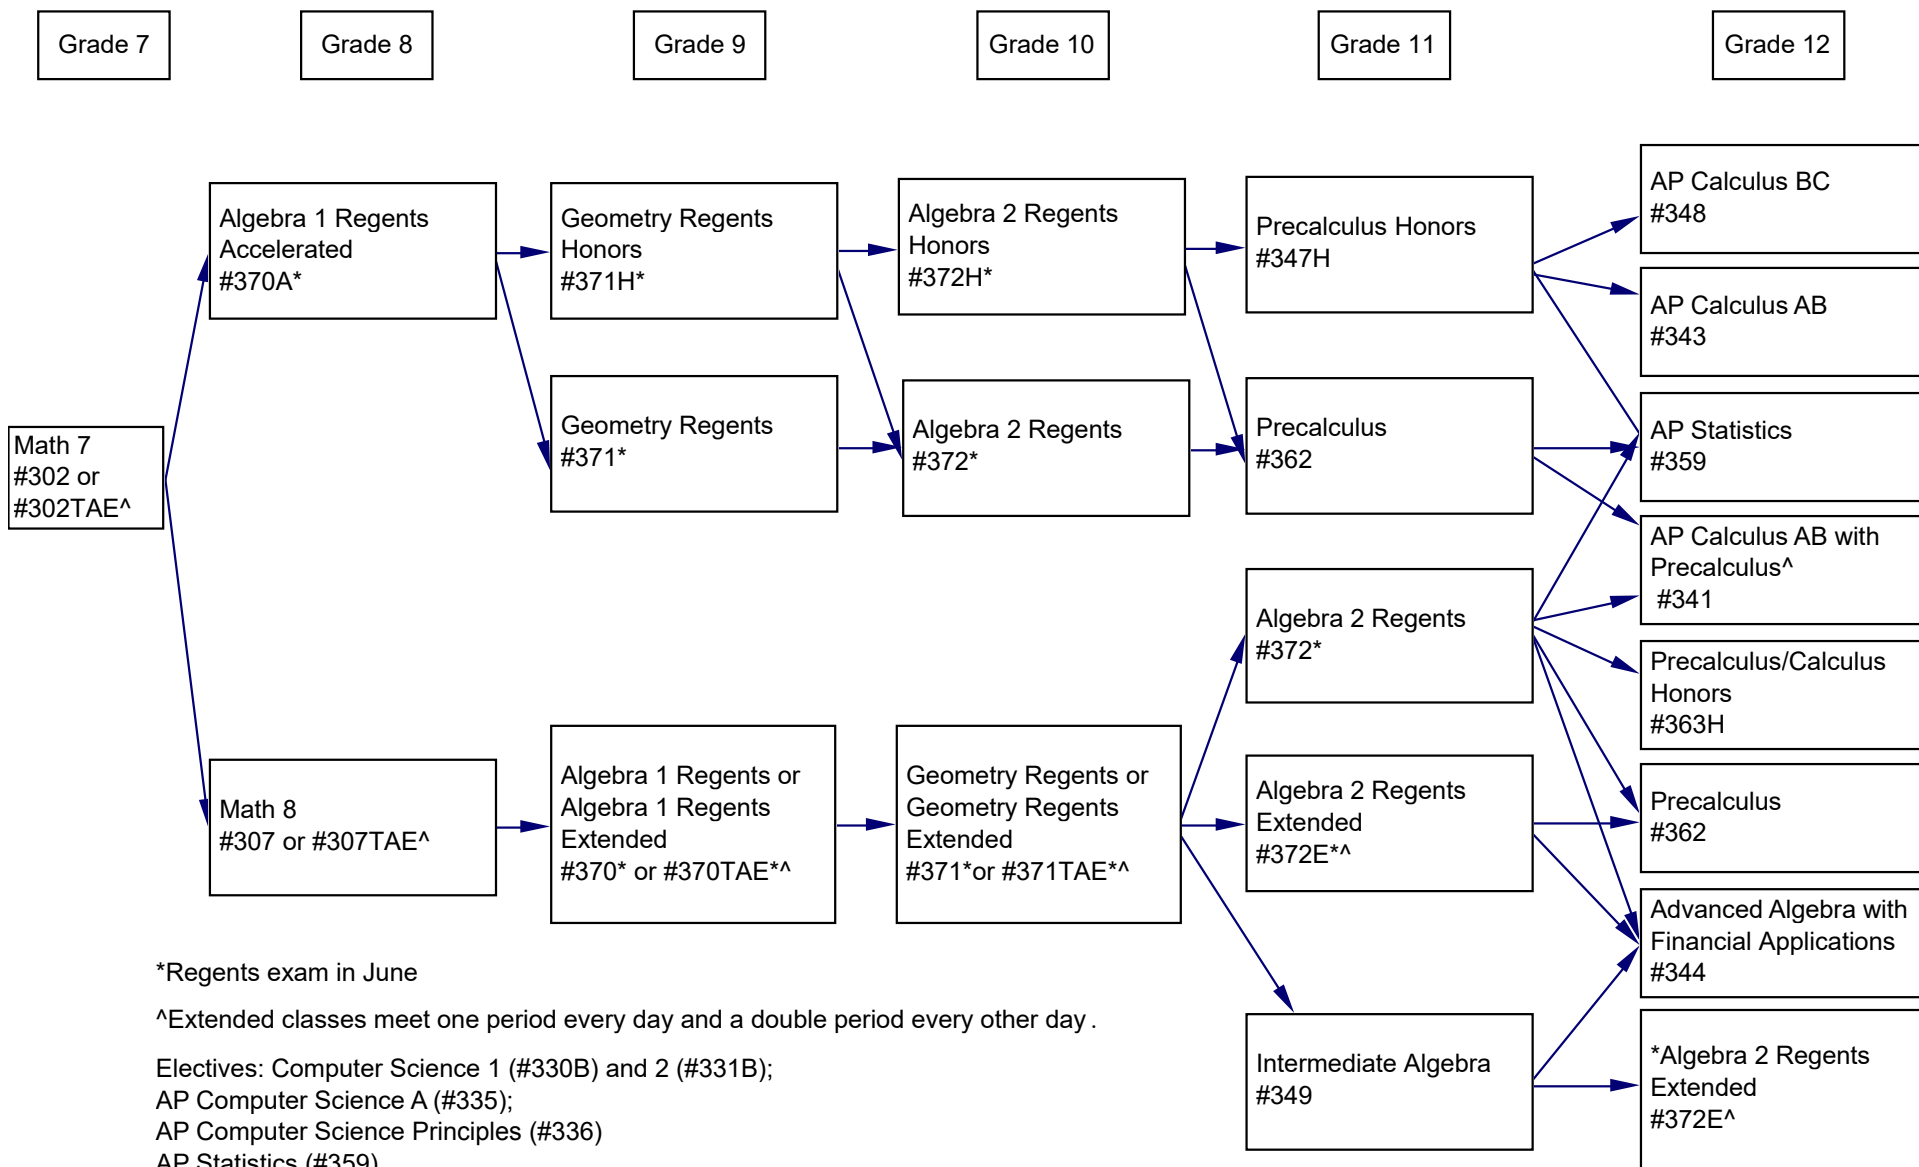 Grade 7
Grade 8
Grade 9
Grade 10
Grade 11
Grade 12
Math 7
#302 or
#302TAE^
Algebra 1 Regents
Accelerated
#370A*
Math 8
#307 or #307TAE^
Geometry Regents
Honors
#371H*
Geometry Regents
#371*
Algebra 1 Regents or
Algebra 1 Regents
Extended
#370* or #370TAE*^
Algebra 2 Regents
Honors
#372H*
Algebra 2 Regents
#372*
Geometry Regents or
Geometry Regents
Extended
#371*or #371TAE*^
Precalculus Honors
#347H
Precalculus
#362
Algebra 2 Regents
#372*
Algebra 2 Regents
Extended
#372E*^
Intermediate Algebra
#349
AP Calculus BC
#348
AP Calculus AB
#343
AP Statistics
#359
AP Calculus AB with
Precalculus^
#341
Precalculus/Calculus
Honors
#363H
Precalculus
#362
Advanced Algebra with
Financial Applications
#344
*Algebra 2 Regents
Extended
#372E^
*Regents exam in June
^Extended classes meet one period every day and a double period every other day .
Electives: Computer Science 1 (#330B) and 2 (#331B);
AP Computer Science A (#335);
AP Computer Science Principles (#336)
AP Statistics (#359)